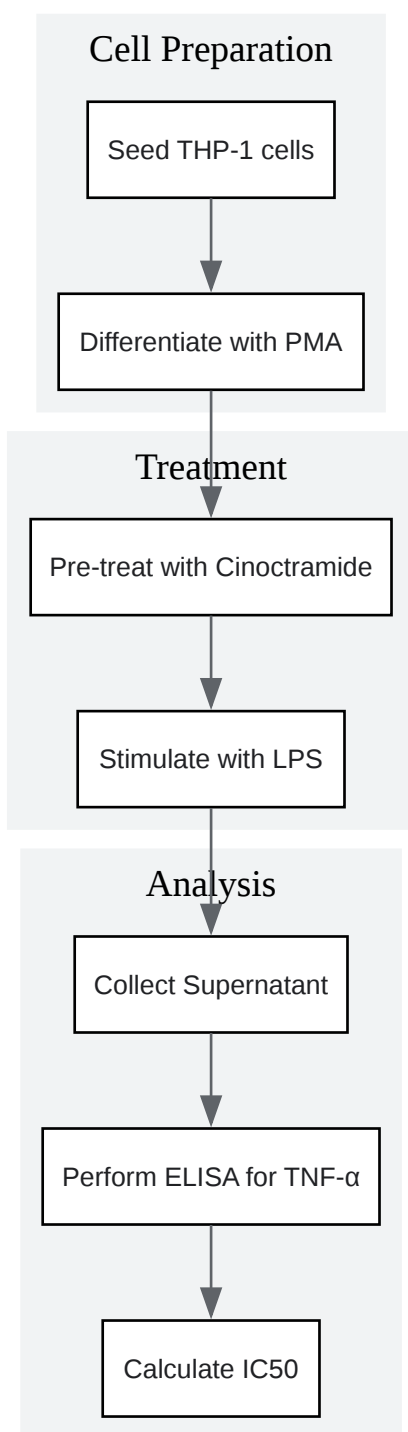 Cell Preparation
Seed THP-1 cells
Differentiate with PMA
Treatment
Pre-treat with Cinoctramide
Stimulate with LPS
Analysis
Collect Supernatant
Perform ELISA for TNF-α
Calculate IC50